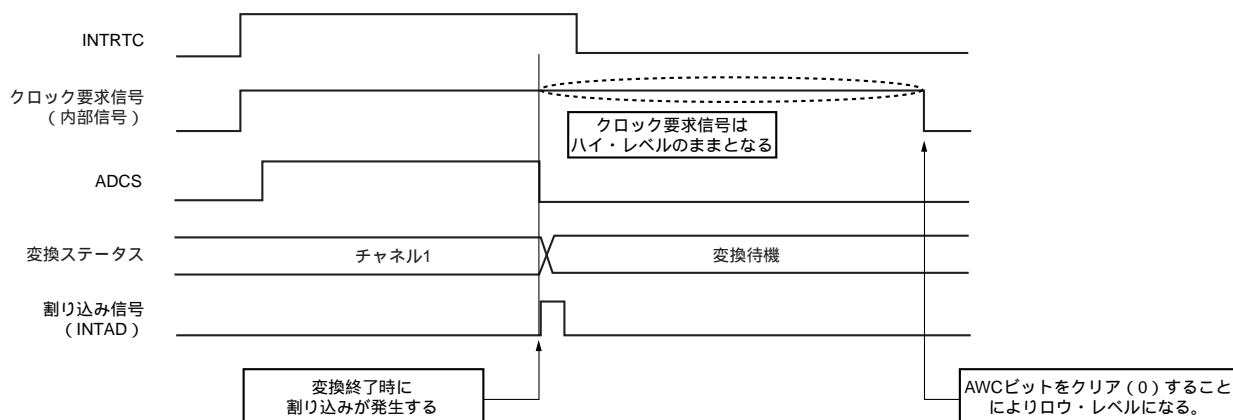 INTRTC
クロック要求信号
（内部信号）
クロック要求信号は
ハイ・レベルのままとなる
ADCS
変換ステータス
チャネル1
変換待機
割り込み信号
（INTAD）
変換終了時に
割り込みが発生する
AWCビットをクリア（0）すること
によりロウ・レベルになる。